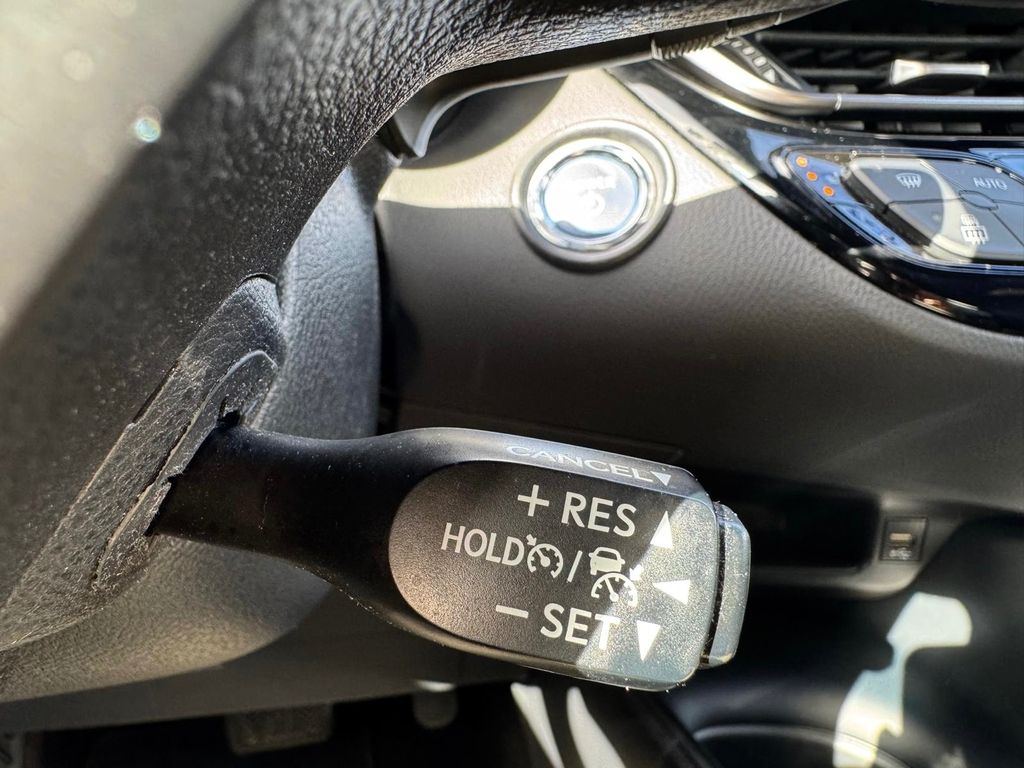 AUTO
CANCEL
+ RES
HOLD /
− SET